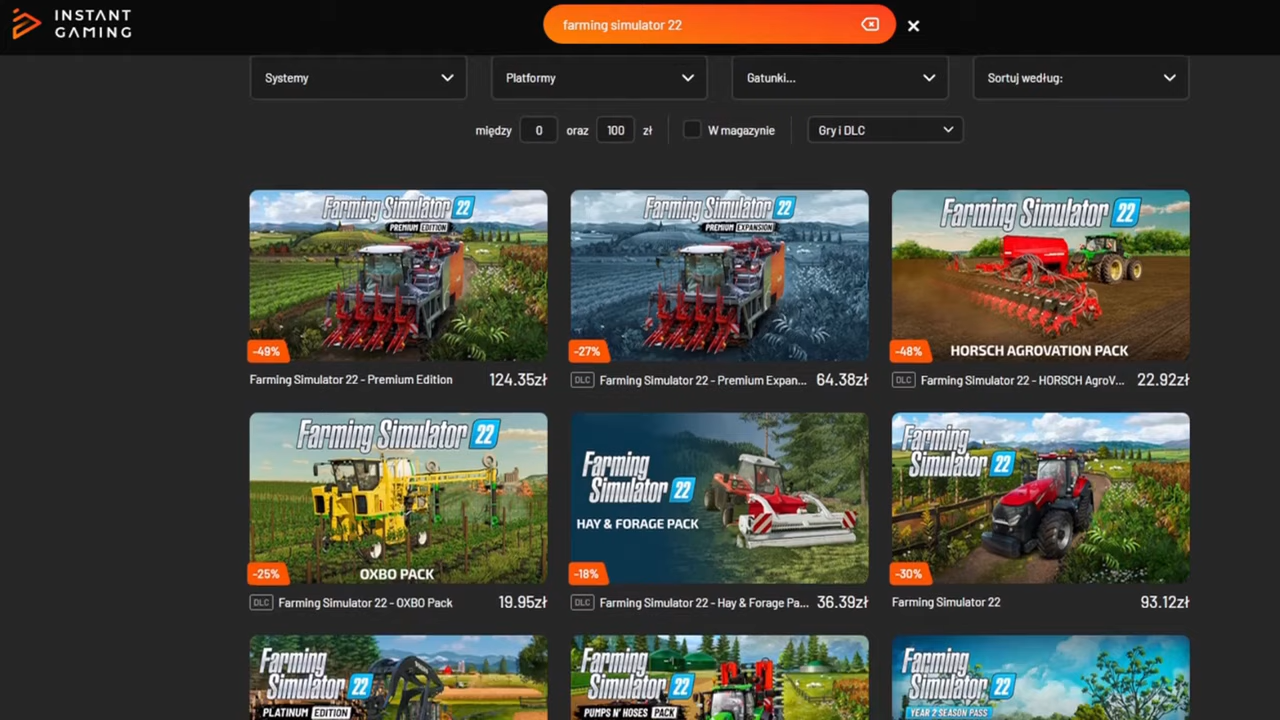 INSTANT
GAMING
farming simulator 22
Systemy
Platformy
Gatunki...
Sortuj według:
między 0 oraz 100 zł
W magazynie
Gry i DLC
Farming Simulator 22
PREMIUM EDITION
-49%
Farming Simulator 22 - Premium Edition 124.35zł
Farming Simulator 22
PREMIUM EXPANSION
-27%
DLC Farming Simulator 22 - Premium Expan... 64.38zł
Farming Simulator 22
HORSCH AGROVATION PACK
-48%
DLC Farming Simulator 22 - HORSCH AgroV... 22.92zł
Farming Simulator 22
OXBO PACK
-25%
DLC Farming Simulator 22 - OXBO Pack 19.95zł
Farming
Simulator 22
HAY & FORAGE PACK
-18%
DLC Farming Simulator 22 - Hay & Forage Pa... 36.39zł
Farming
Simulator 22
-30%
Farming Simulator 22 93.12zł
Farming
Simulator 22
PLATINUM EDITION
Farming
Simulator 22
PUMPS N' HOSES PACK
Farming
Simulator 22
YEAR 2 SEASON PASS